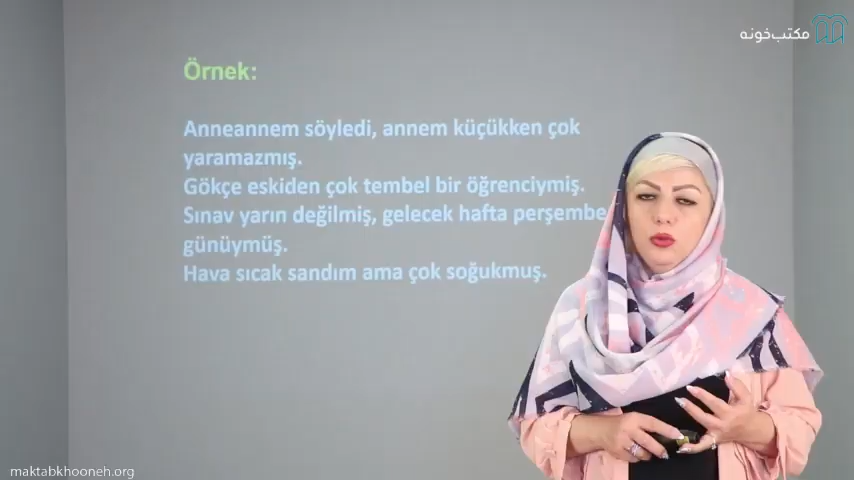 مکتب‌خونه
Örnek:
Anneannem söyledi, annem küçükken çok
yaramazmış.
Gökçe eskiden çok tembel bir öğrenciymiş.
Sınav yarın değilmiş, gelecek hafta perşembe
günüymüş.
Hava sıcak sandım ama çok soğukmuş.
maktabkhooneh.org